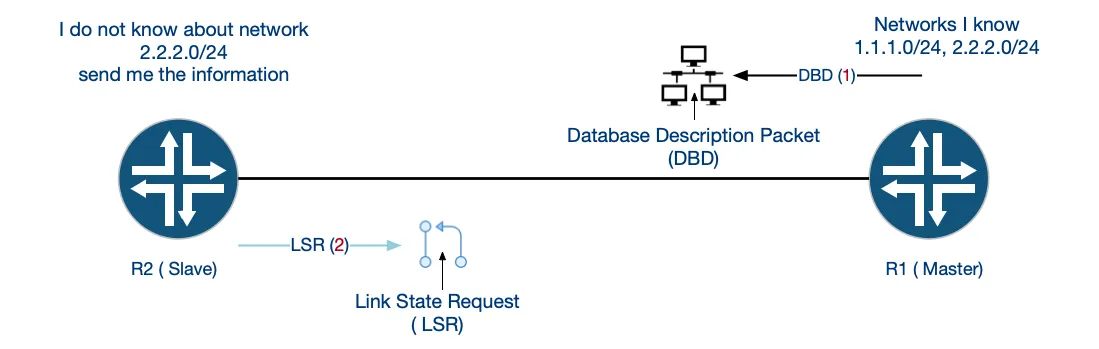 I do not know about network
2.2.2.0/24
send me the information
Networks I know
1.1.1.0/24, 2.2.2.0/24
DBD (1)
Database Description Packet
(DBD)
LSR (2)
R2 ( Slave)
R1 ( Master)
Link State Request
( LSR)